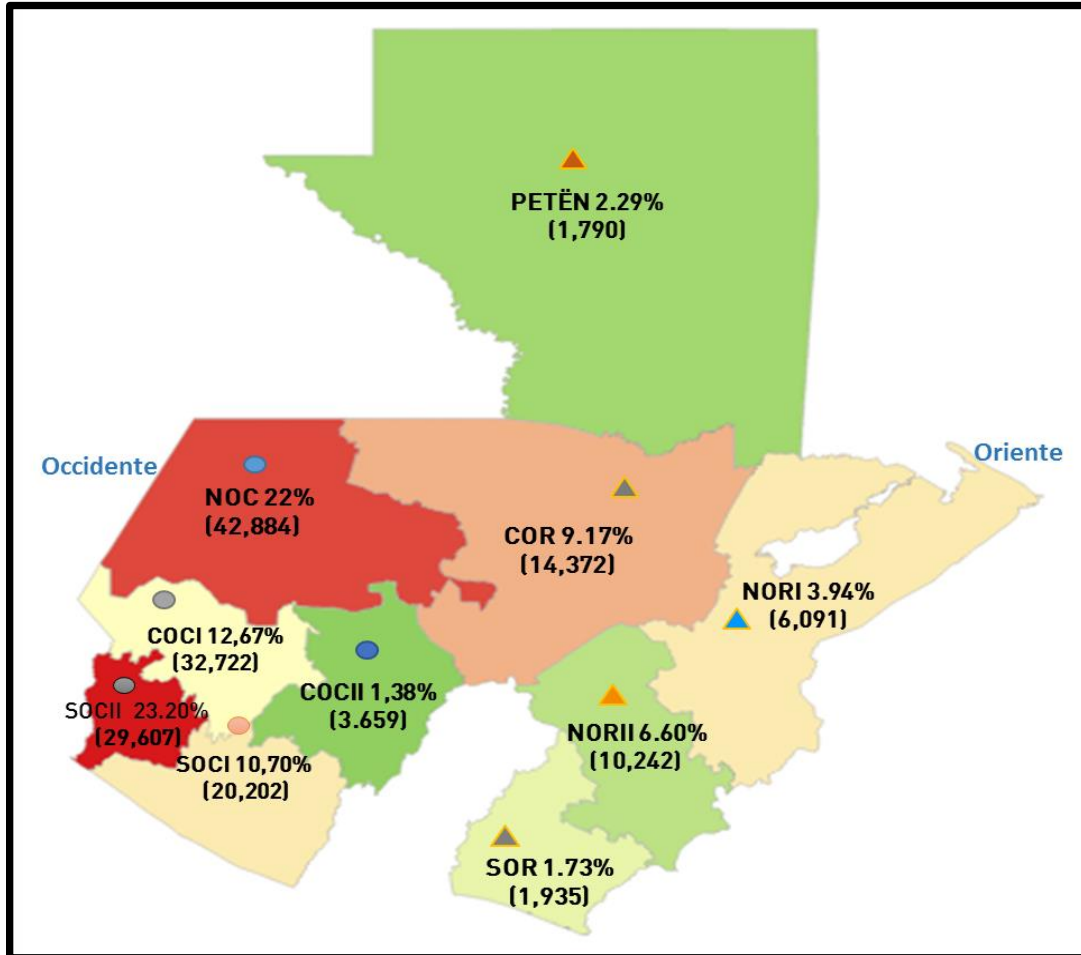 PETËN 2.29%
(1,790)
Occidente
Oriente
NOC 22%
(42,884)
COR 9.17%
(14,372)
NORI 3.94%
(6,091)
COCI 12,67%
(32,722)
COCII 1,38%
(3.659)
SOCII 23.20%
(29,607)
SOCI 10,70%
(20,202)
NORII 6.60%
(10,242)
SOR 1.73%
(1,935)